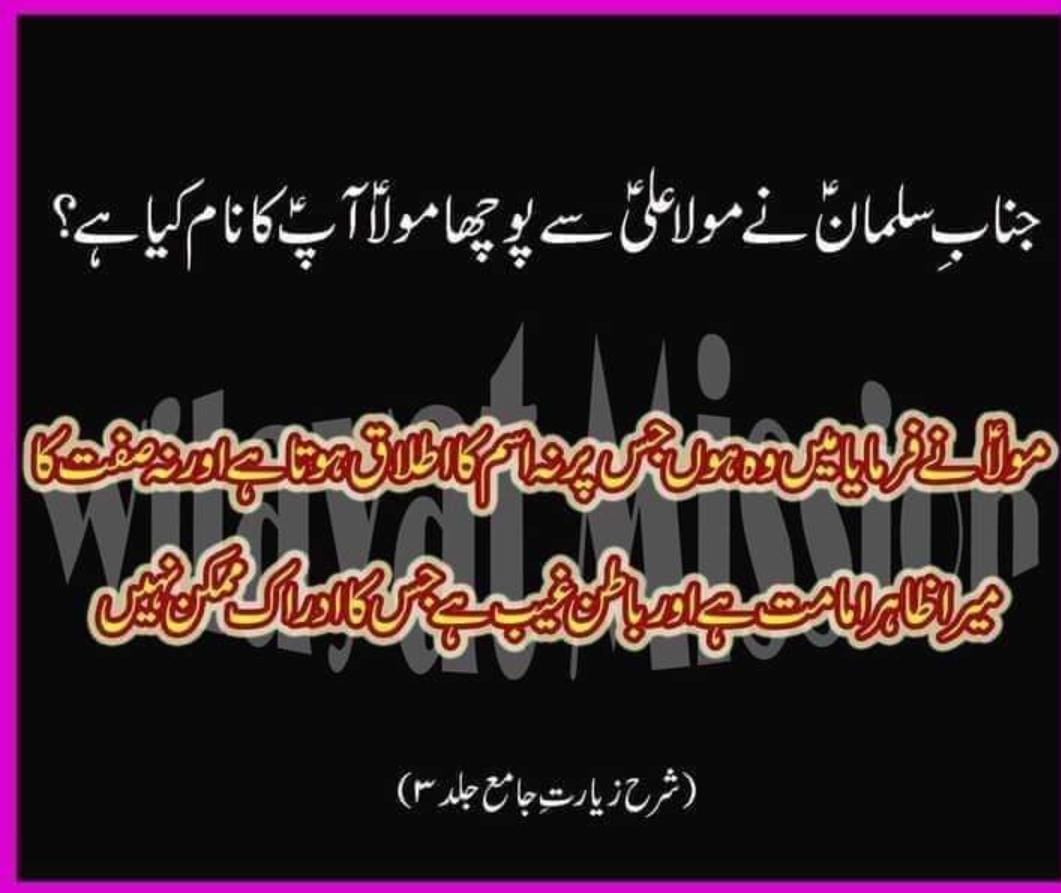 جنابِ سلمانؑ نے مولا علیؑ سے پوچھا مولاؑ آپؑ کا نام کیا ہے؟
مولاؑ نے فرمایا میں وہ ہوں جس پر نہ اسم کا اطلاق ہوتا ہے اور نہ صفت کا
میرا ظاہر امامت ہے اور باطن غیب ہے جس کا ادراک ممکن نہیں
(شرح زیارتِ جامع جلد ۳)
wilayat Mission